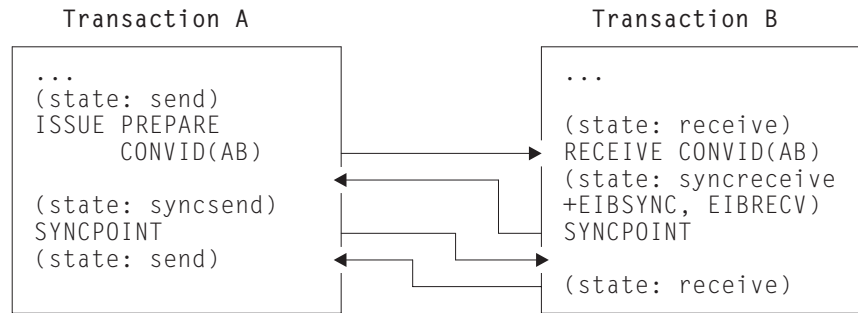 Transaction A
...
(state: send)
ISSUE PREPARE
CONVID(AB)
(state: syncsend)
SYNCPOINT
(state: send)
Transaction B
...
(state: receive)
RECEIVE CONVID(AB)
(state: syncreceive
+EIBSYNC, EIBRECV)
SYNCPOINT
(state: receive)